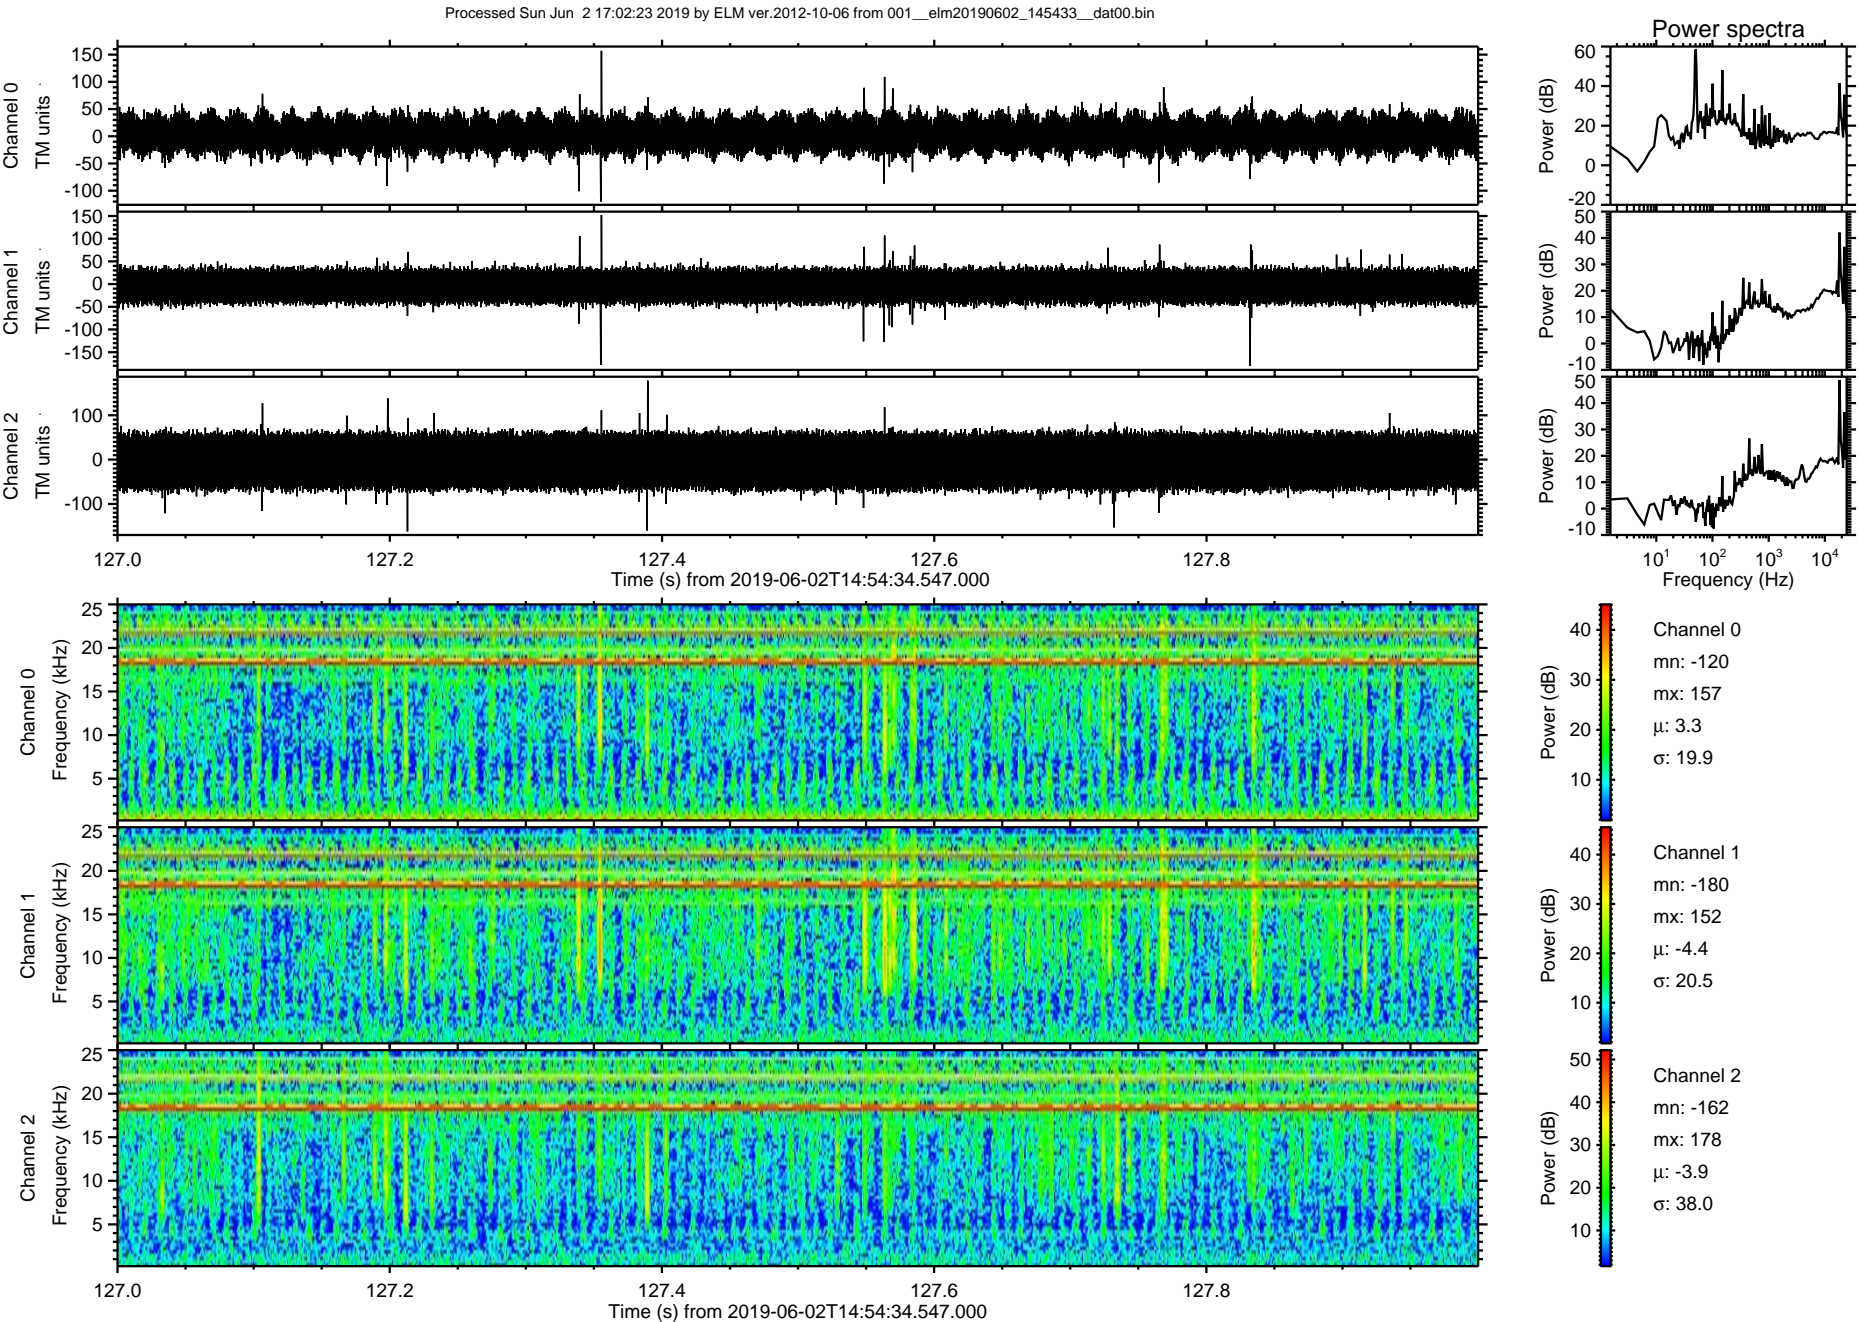 Processed Sun Jun  2 17:02:23 2019 by ELM ver.2012-10-06 from 001__elm20190602_145433__dat00.bin
Power spectra
Channel 0
TM units
150
100
50
0
-50
-100
Power (dB)
60
40
20
0
-20
Channel 1
TM units
150
100
50
0
-50
-100
-150
Power (dB)
50
40
30
20
10
0
-10
Channel 2
TM units
100
0
-100
Power (dB)
50
40
30
20
10
0
-10
127.0 127.2 127.4 127.6 127.8
Time (s) from 2019-06-02T14:54:34.547.000
10¹ 10² 10³ 10⁴
Frequency (Hz)
Channel 0
Frequency (kHz)
25
20
15
10
5
Power (dB)
40
30
20
10
Channel 0
mn: -120
mx: 157
μ: 3.3
σ: 19.9
Channel 1
Frequency (kHz)
25
20
15
10
5
Power (dB)
40
30
20
10
Channel 1
mn: -180
mx: 152
μ: -4.4
σ: 20.5
Channel 2
Frequency (kHz)
25
20
15
10
5
Power (dB)
50
40
30
20
10
Channel 2
mn: -162
mx: 178
μ: -3.9
σ: 38.0
127.0 127.2 127.4 127.6 127.8
Time (s) from 2019-06-02T14:54:34.547.000